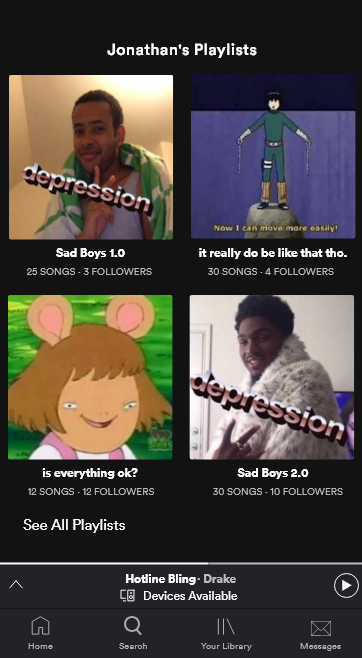 Jonathan's Playlists
depression
Now I can move more easily!
Sad Boys 1.0
it really do be like that tho.
25 SONGS · 3 FOLLOWERS
30 SONGS · 4 FOLLOWERS
depression
is everything ok?
Sad Boys 2.0
12 SONGS · 12 FOLLOWERS
30 SONGS · 10 FOLLOWERS
See All Playlists
Hotline Bling · Drake
Devices Available
Home
Search
Your Library
Messages